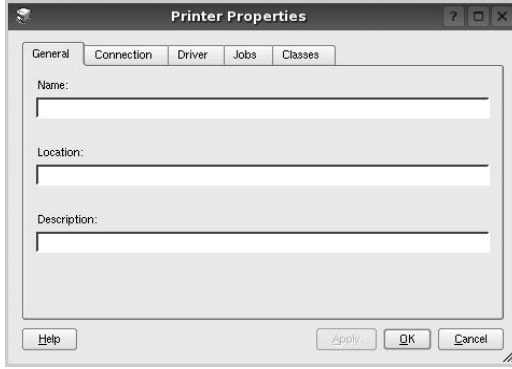 Printer Properties
General Connection Driver Jobs Classes
Name:
Location:
Description:
Help Apply OK Cancel